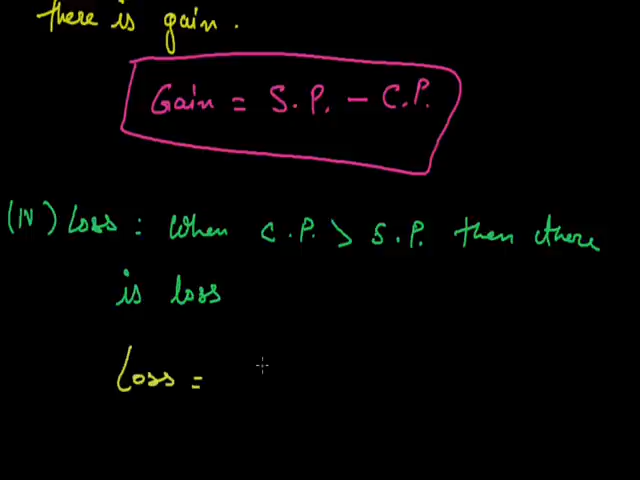 there is gain.
Gain = S.P. - C.P.
(IV) Loss : When C.P. > S.P. then there
is loss
Loss =